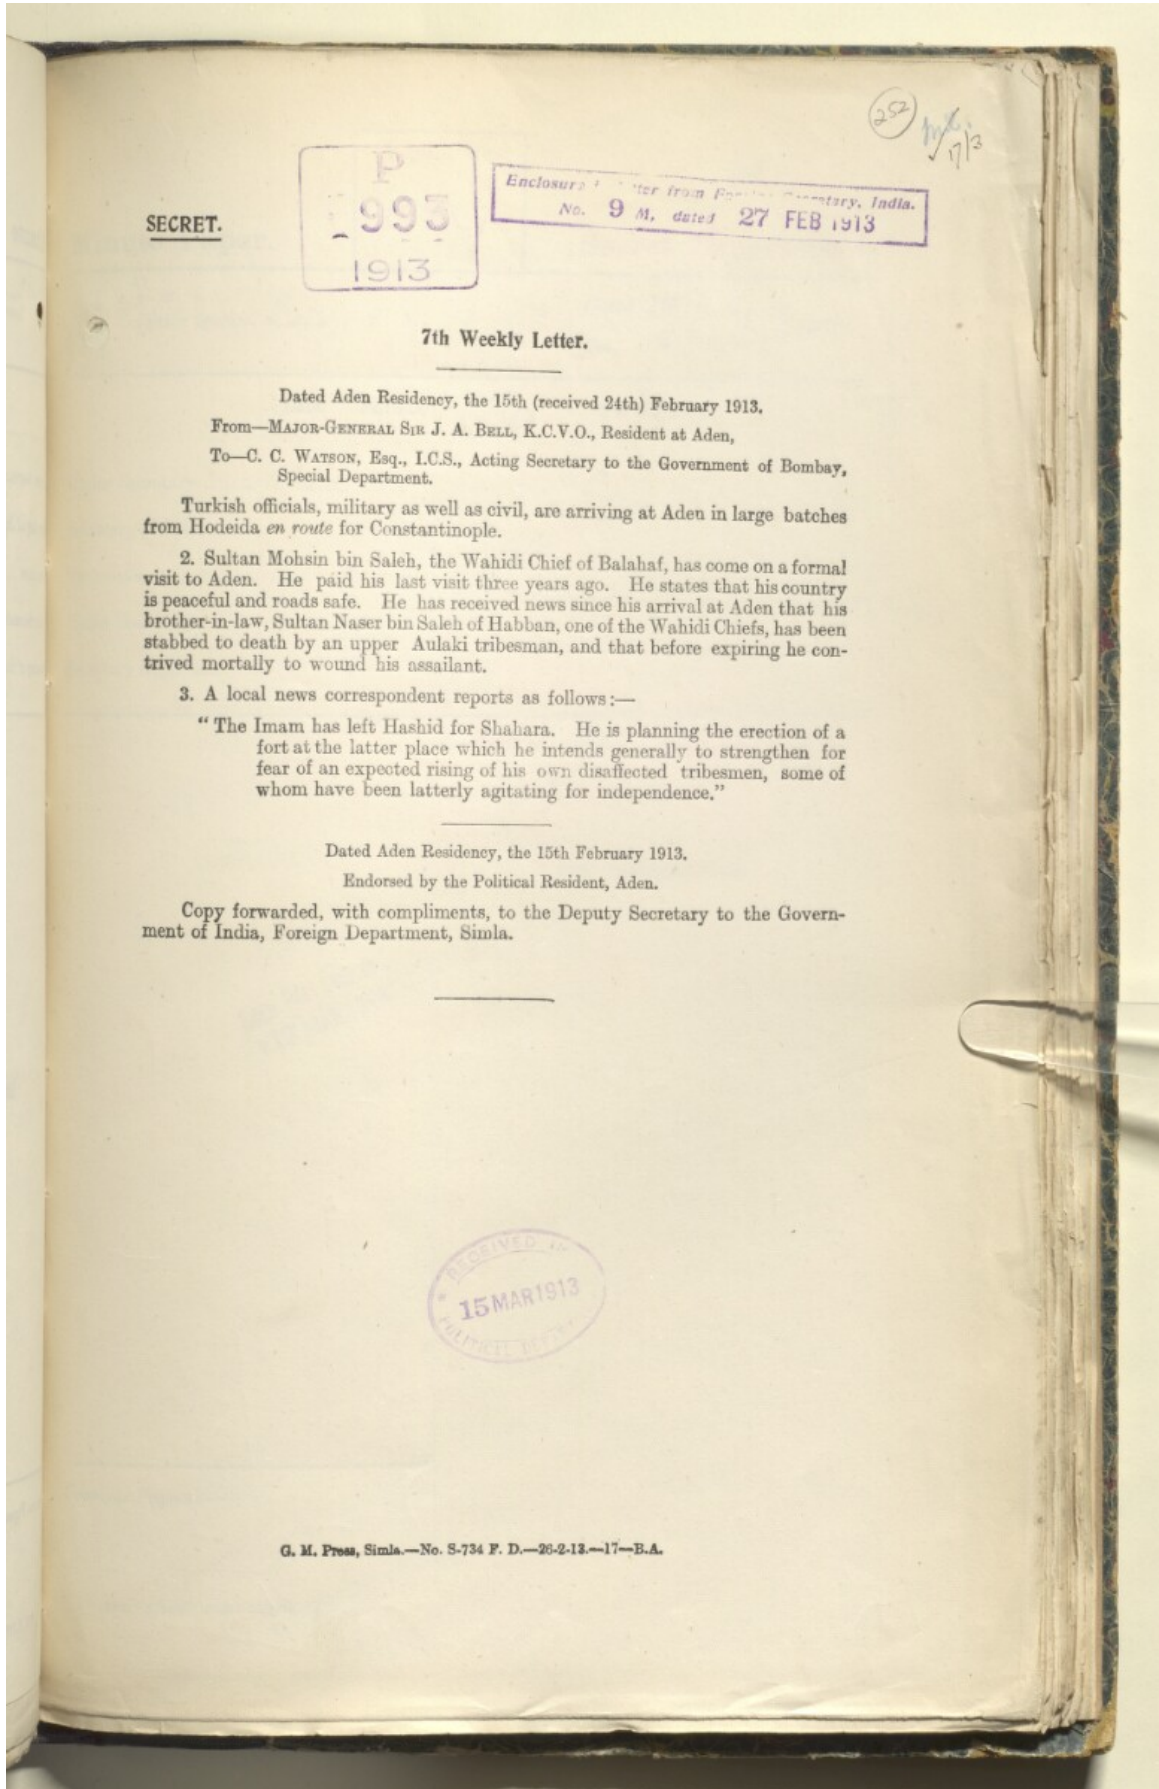 252
17/3
P
993
1913
Enclosure from Secretary, India.
No. 9 M, dated 27 FEB 1913
SECRET.
7th Weekly Letter.
Dated Aden Residency, the 15th (received 24th) February 1913.
From—MAJOR-GENERAL SIR J. A. BELL, K.C.V.O., Resident at Aden,
To—C. C. WATSON, Esq., I.C.S., Acting Secretary to the Government of Bombay,
Special Department.
Turkish officials, military as well as civil, are arriving at Aden in large batches
from Hodeida en route for Constantinople.
2. Sultan Mohsin bin Saleh, the Wahidi Chief of Balahaf, has come on a formal
visit to Aden. He paid his last visit three years ago. He states that his country
is peaceful and roads safe. He has received news since his arrival at Aden that his
brother-in-law, Sultan Naser bin Saleh of Habban, one of the Wahidi Chiefs, has been
stabbed to death by an upper Aulaki tribesman, and that before expiring he con-
trived mortally to wound his assailant.
3. A local news correspondent reports as follows:—
“The Imam has left Hashid for Shahara. He is planning the erection of a
fort at the latter place which he intends generally to strengthen for
fear of an expected rising of his own disaffected tribesmen, some of
whom have been latterly agitating for independence.”
Dated Aden Residency, the 15th February 1913.
Endorsed by the Political Resident, Aden.
Copy forwarded, with compliments, to the Deputy Secretary to the Govern-
ment of India, Foreign Department, Simla.
RECEIVED IN
15 MAR 1913
POLITICAL DEPT
G. M. Press, Simla.—No. S-734 F. D.—26-2-13.—17—B.A.